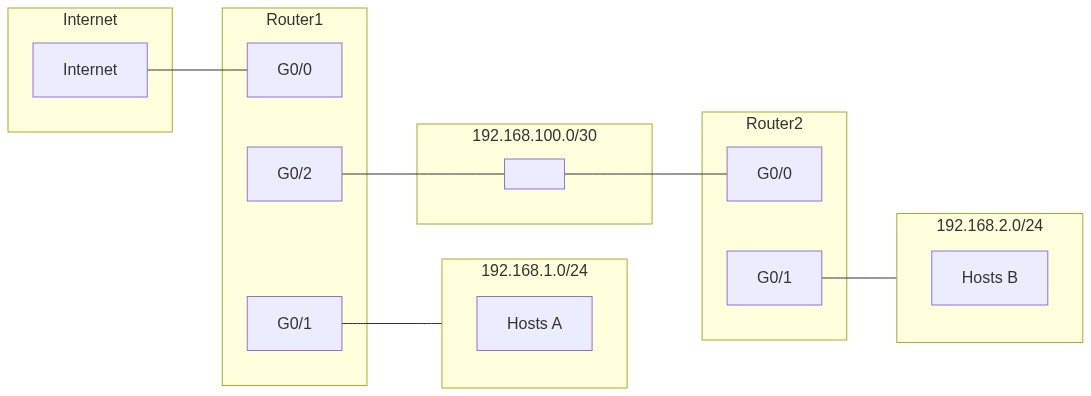 Internet
Internet
Router1
G0/0
G0/2
G0/1
192.168.100.0/30
192.168.1.0/24
Hosts A
Router2
G0/0
G0/1
192.168.2.0/24
Hosts B